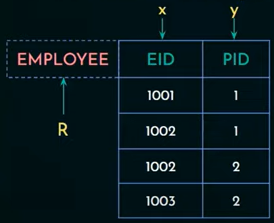 x y
EMPLOYEE EID PID
1001 1
R 1002 1
1002 2
1003 2